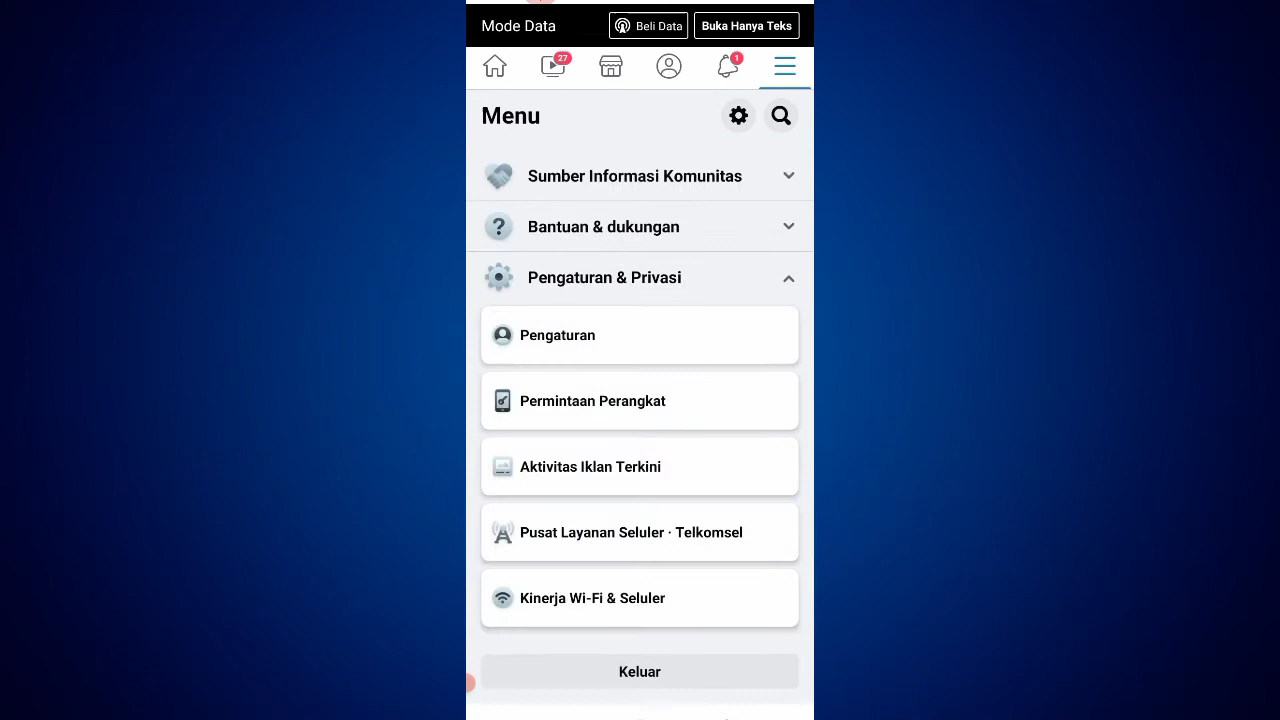 Mode Data
Beli Data
Buka Hanya Teks
27
1
Menu
Sumber Informasi Komunitas
?
Bantuan & dukungan
Pengaturan & Privasi
Pengaturan
Permintaan Perangkat
Aktivitas Iklan Terkini
Pusat Layanan Seluler · Telkomsel
Kinerja Wi-Fi & Seluler
Keluar